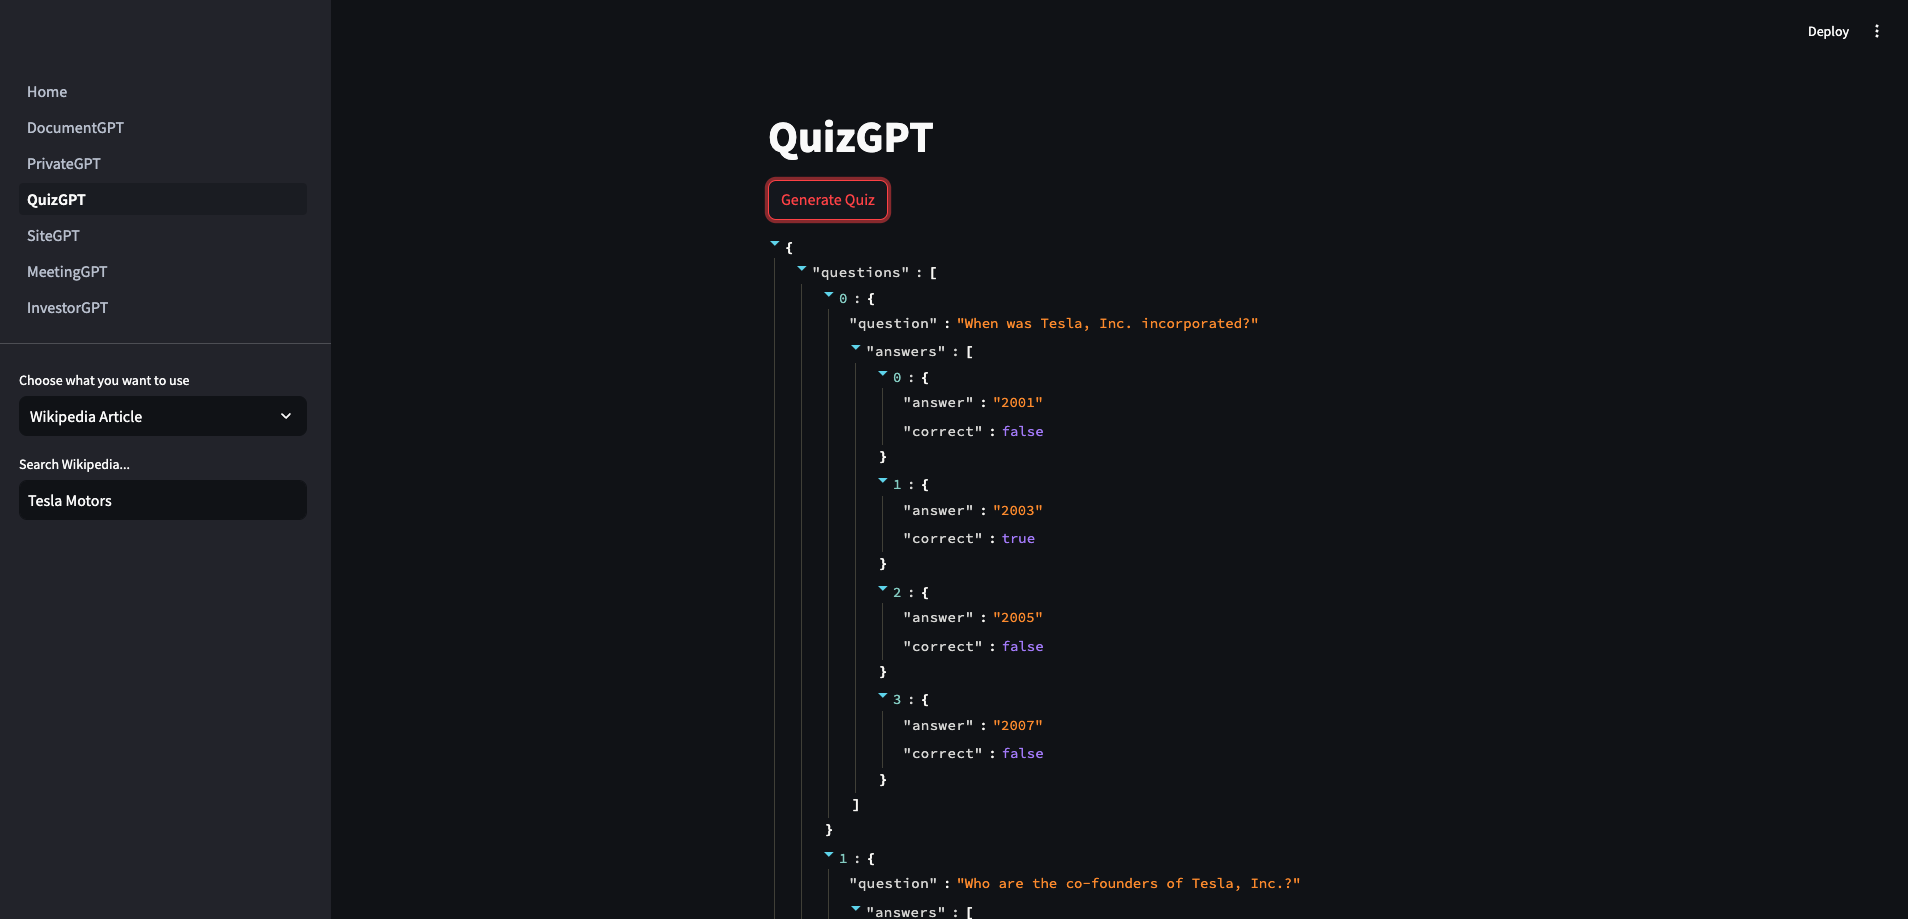 Deploy
Home
DocumentGPT
PrivateGPT
QuizGPT
SiteGPT
MeetingGPT
InvestorGPT
Choose what you want to use
Wikipedia Article
Search Wikipedia...
Tesla Motors
QuizGPT
Generate Quiz
{
"questions" : [
0 : {
"question" : "When was Tesla, Inc. incorporated?"
"answers" : [
0 : {
"answer" : "2001"
"correct" : false
}
1 : {
"answer" : "2003"
"correct" : true
}
2 : {
"answer" : "2005"
"correct" : false
}
3 : {
"answer" : "2007"
"correct" : false
}
]
}
1 : {
"question" : "Who are the co-founders of Tesla, Inc.?"
"answers" : [